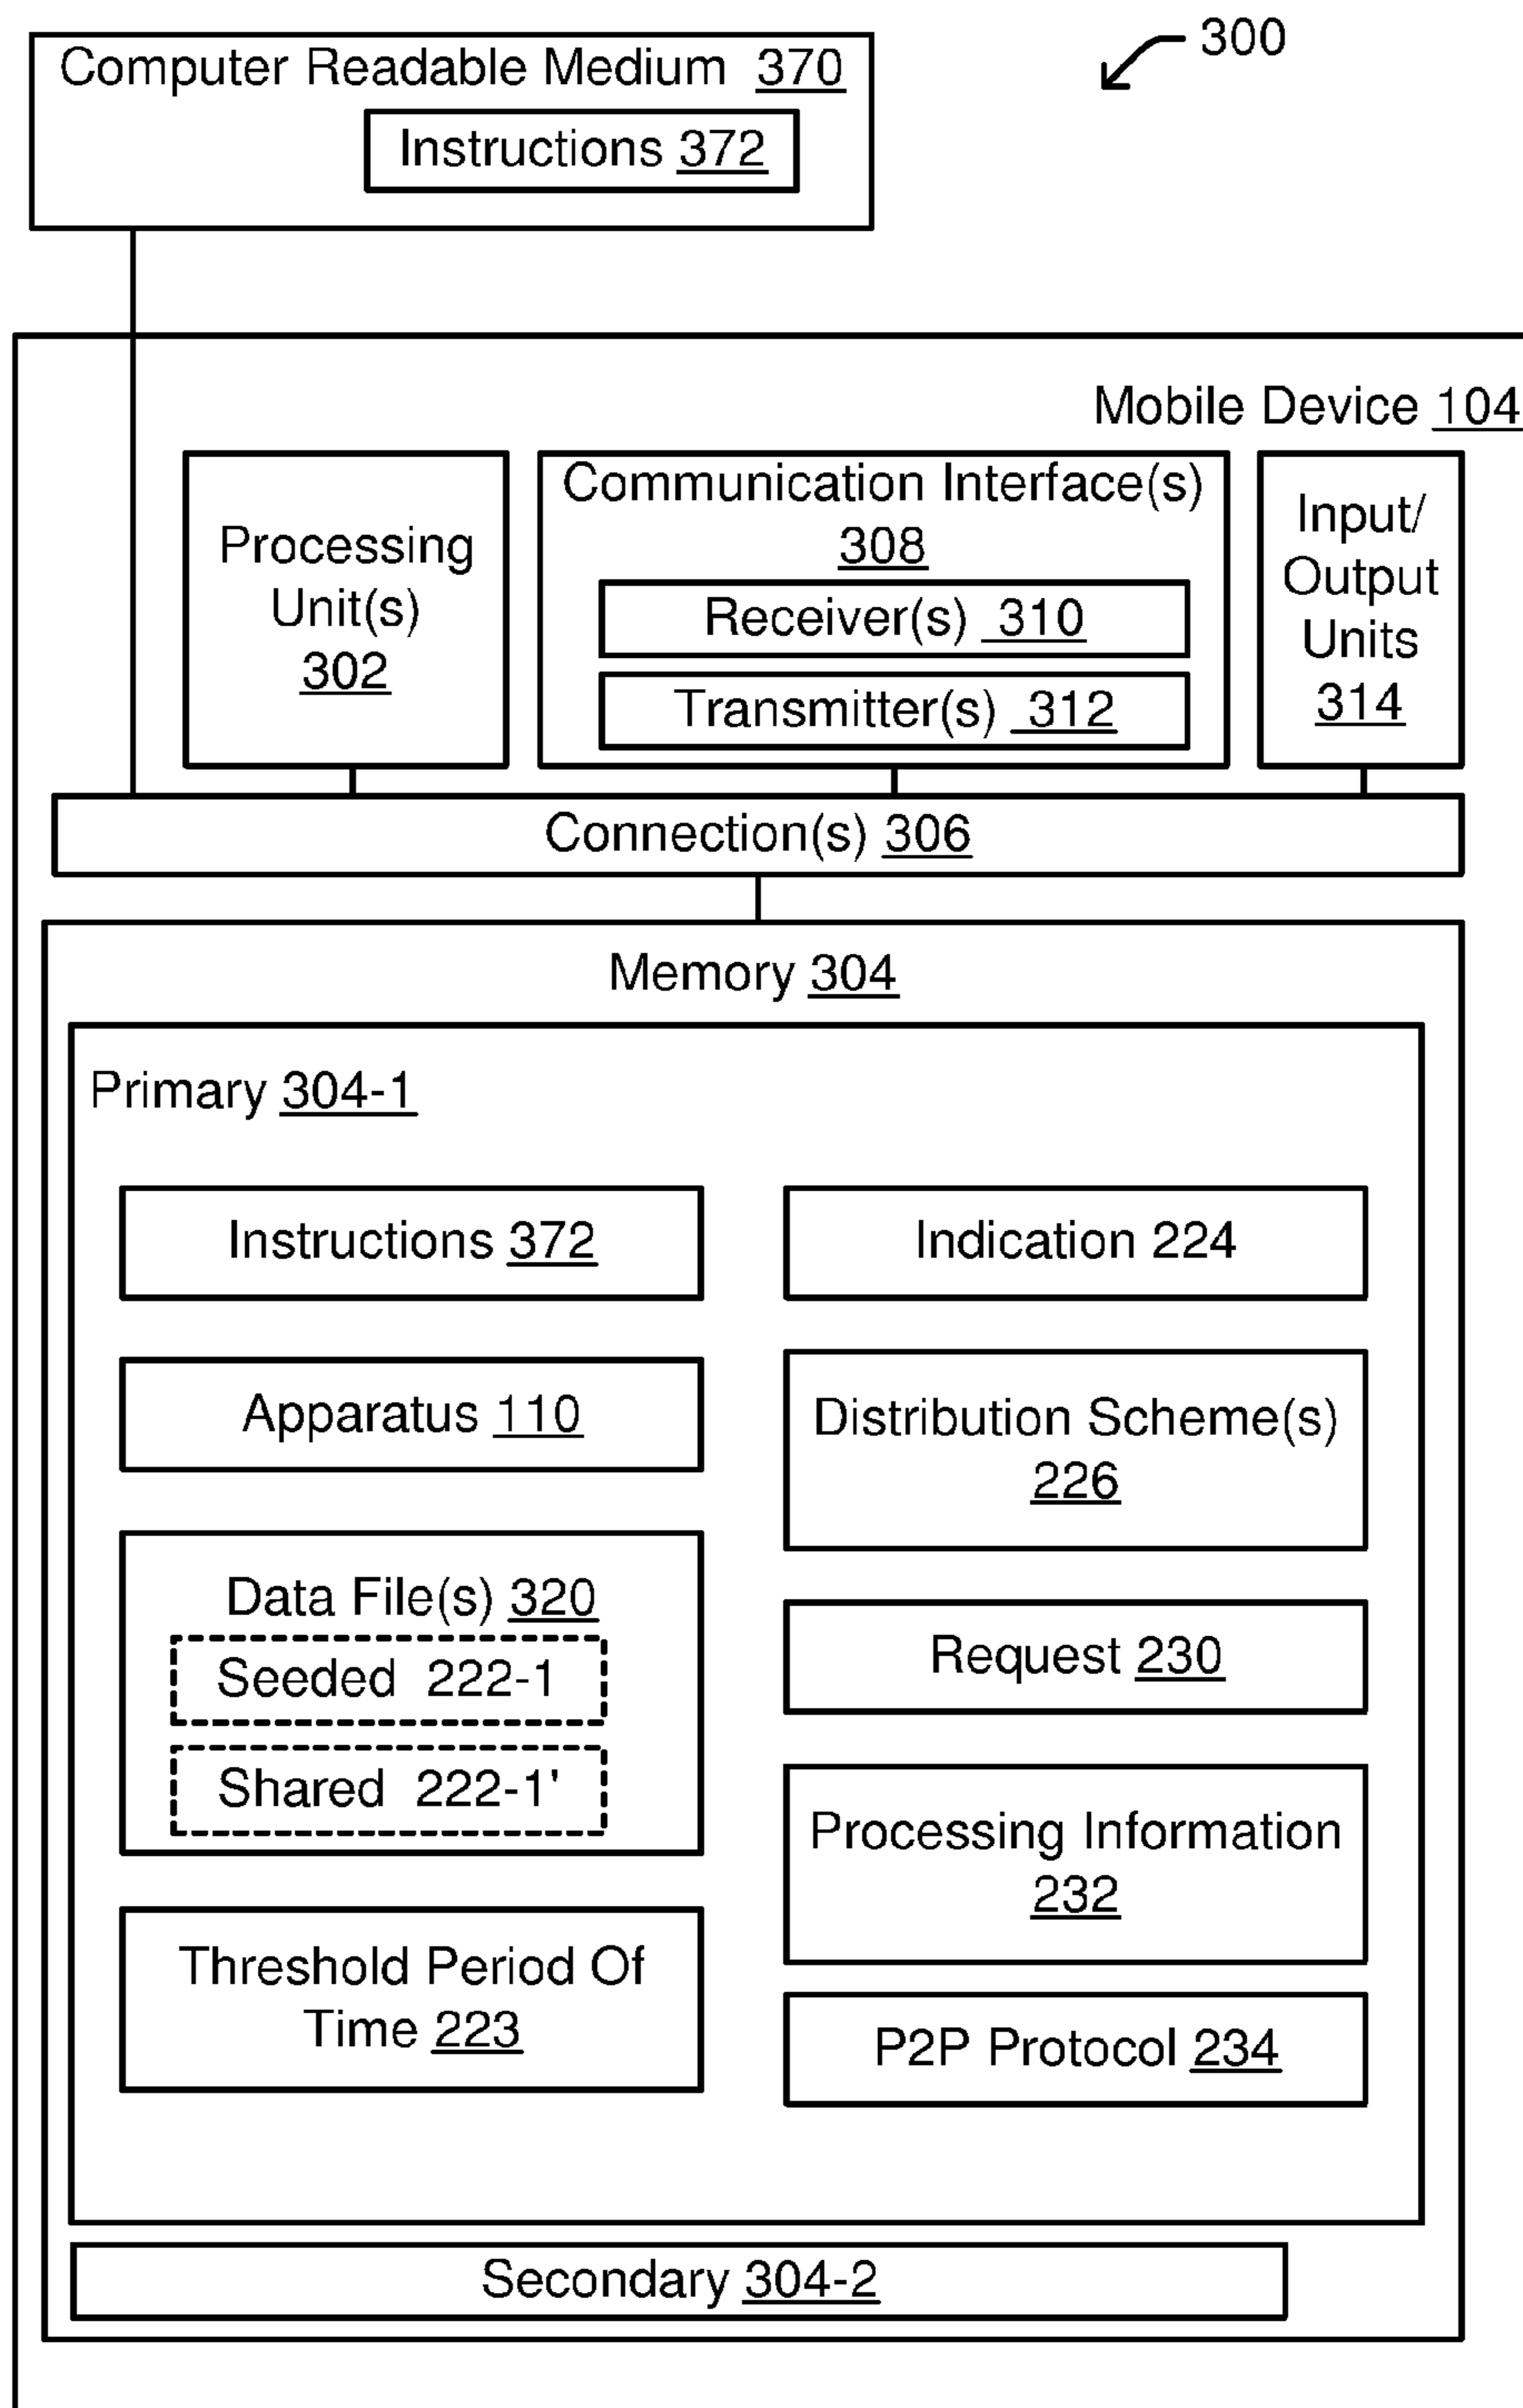 300
Computer Readable Medium 370
Instructions 372
Mobile Device 104
Processing
Unit(s)
302
Communication Interface(s)
308
Receiver(s) 310
Transmitter(s) 312
Input/
Output
Units
314
Connection(s) 306
Memory 304
Primary 304-1
Instructions 372
Apparatus 110
Data File(s) 320
Seeded 222-1
Shared 222-1'
Threshold Period Of
Time 223
Indication 224
Distribution Scheme(s)
226
Request 230
Processing Information
232
P2P Protocol 234
Secondary 304-2